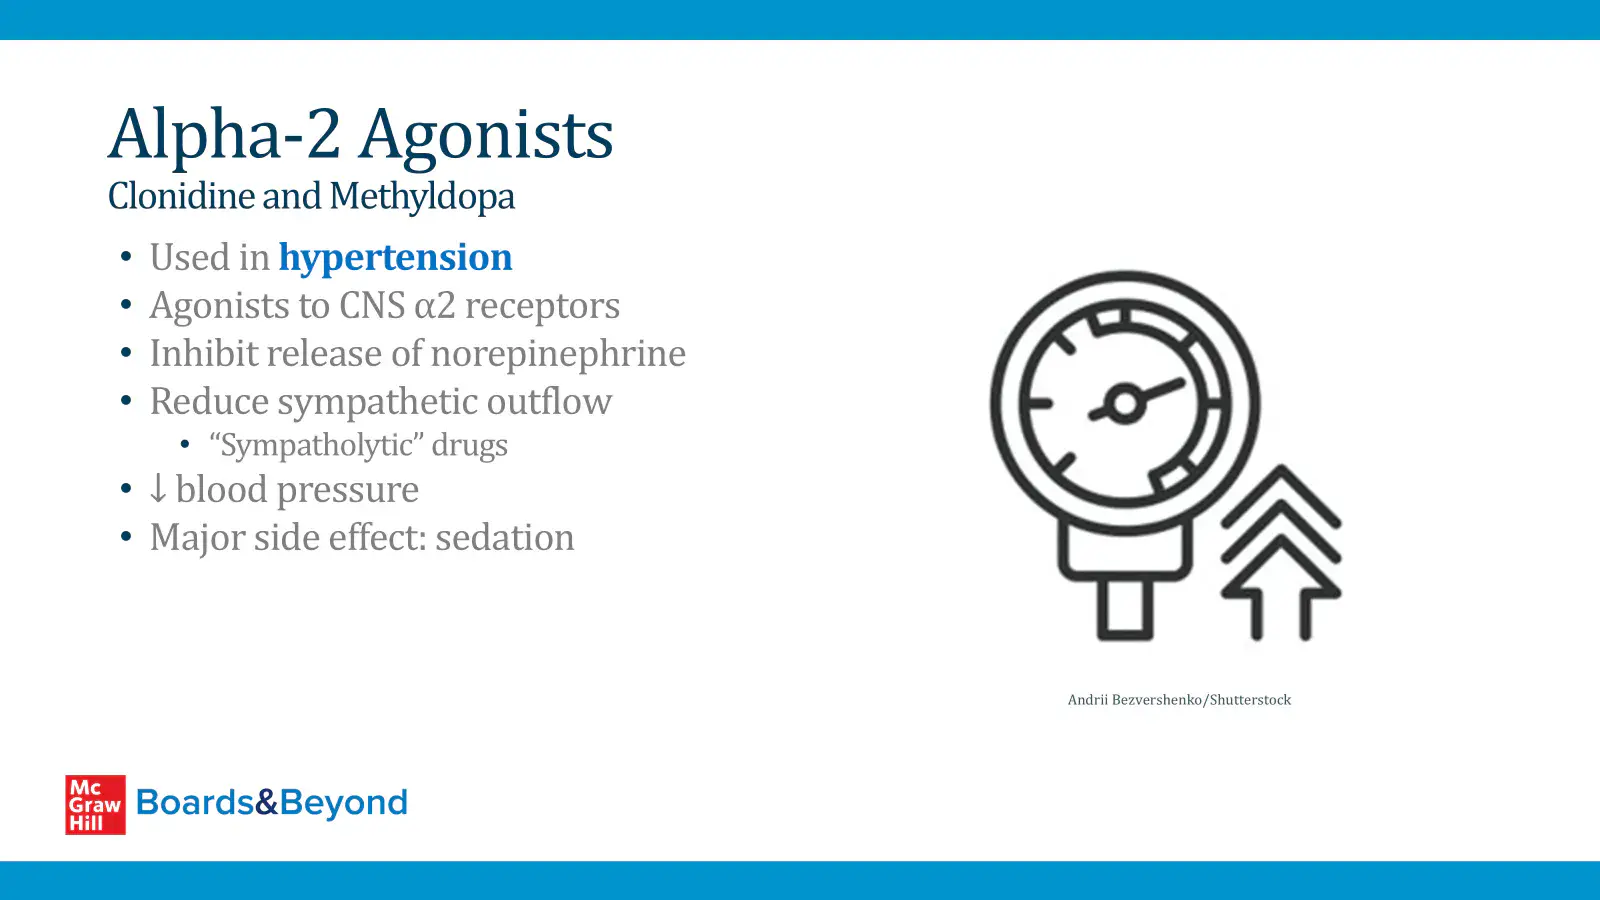 Alpha-2 Agonists
Clonidine and Methyldopa
• Used in hypertension
• Agonists to CNS α2 receptors
• Inhibit release of norepinephrine
• Reduce sympathetic outflow
• “Sympatholytic” drugs
• ↓ blood pressure
• Major side effect: sedation
Andrii Bezvershenko/Shutterstock
Mc
Graw
Hill
Boards&Beyond